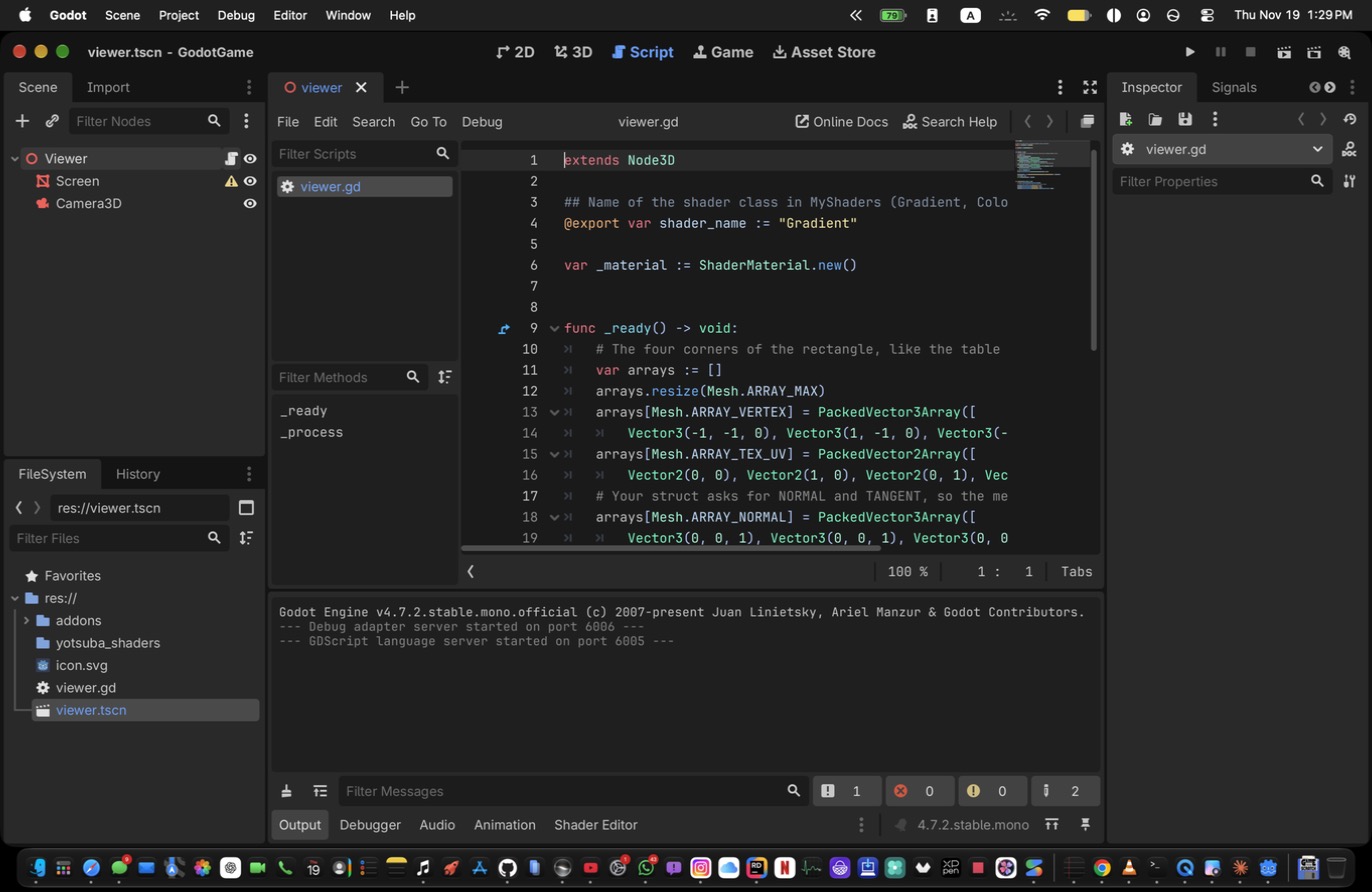 Godot Scene Project Debug Editor Window Help
79 A Thu Nov 19 1:29 PM
viewer.tscn - GodotGame
2D 3D Script Game Asset Store
Scene Import
Filter Nodes
Viewer
Screen
Camera3D
FileSystem History
res://viewer.tscn
Filter Files
Favorites
res://
addons
yotsuba_shaders
icon.svg
viewer.gd
viewer.tscn
viewer
File Edit Search Go To Debug viewer.gd Online Docs Search Help
Filter Scripts
viewer.gd
Filter Methods
_ready
_process
1 extends Node3D
2
3 ## Name of the shader class in MyShaders (Gradient, Colo
4 @export var shader_name := "Gradient"
5
6 var _material := ShaderMaterial.new()
7
8
9 func _ready() -> void:
10 # The four corners of the rectangle, like the table
11 var arrays := []
12 arrays.resize(Mesh.ARRAY_MAX)
13 arrays[Mesh.ARRAY_VERTEX] = PackedVector3Array([
14 Vector3(-1, -1, 0), Vector3(1, -1, 0), Vector3(-
15 arrays[Mesh.ARRAY_TEX_UV] = PackedVector2Array([
16 Vector2(0, 0), Vector2(1, 0), Vector2(0, 1), Vec
17 # Your struct asks for NORMAL and TANGENT, so the me
18 arrays[Mesh.ARRAY_NORMAL] = PackedVector3Array([
19 Vector3(0, 0, 1), Vector3(0, 0, 1), Vector3(0, 0
100 % 1 : 1 Tabs
Godot Engine v4.7.2.stable.mono.official (c) 2007-present Juan Linietsky, Ariel Manzur & Godot Contributors.
--- Debug adapter server started on port 6006 ---
--- GDScript language server started on port 6005 ---
Filter Messages 1 0 0 2
Output Debugger Audio Animation Shader Editor 4.7.2.stable.mono
Inspector Signals
viewer.gd
Filter Properties